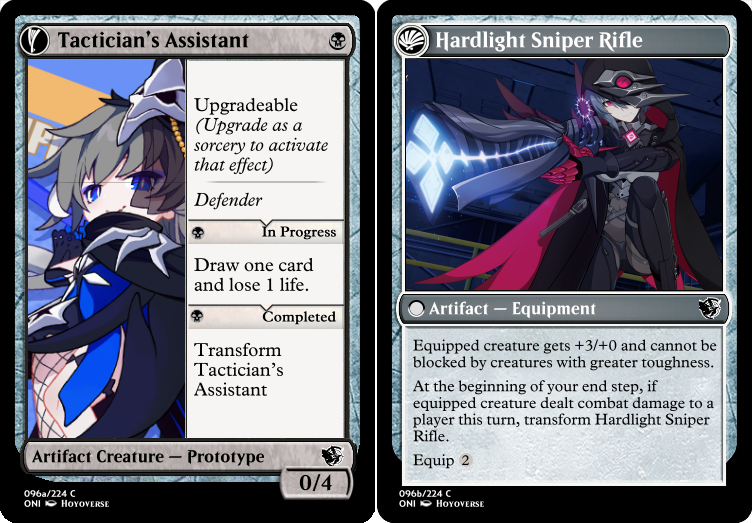 Tactician's Assistant
Upgradeable
(Upgrade as a
sorcery to activate
that effect)
Defender
In Progress
Draw one card
and lose 1 life.
Completed
Transform
Tactician's
Assistant
Artifact Creature — Prototype
0/4
096a/224 C
ONI HOYOVERSE
Hardlight Sniper Rifle
Artifact — Equipment
Equipped creature gets +3/+0 and cannot be
blocked by creatures with greater toughness.
At the beginning of your end step, if
equipped creature dealt combat damage to a
player this turn, transform Hardlight Sniper
Rifle.
Equip 2
096b/224 C
ONI HOYOVERSE